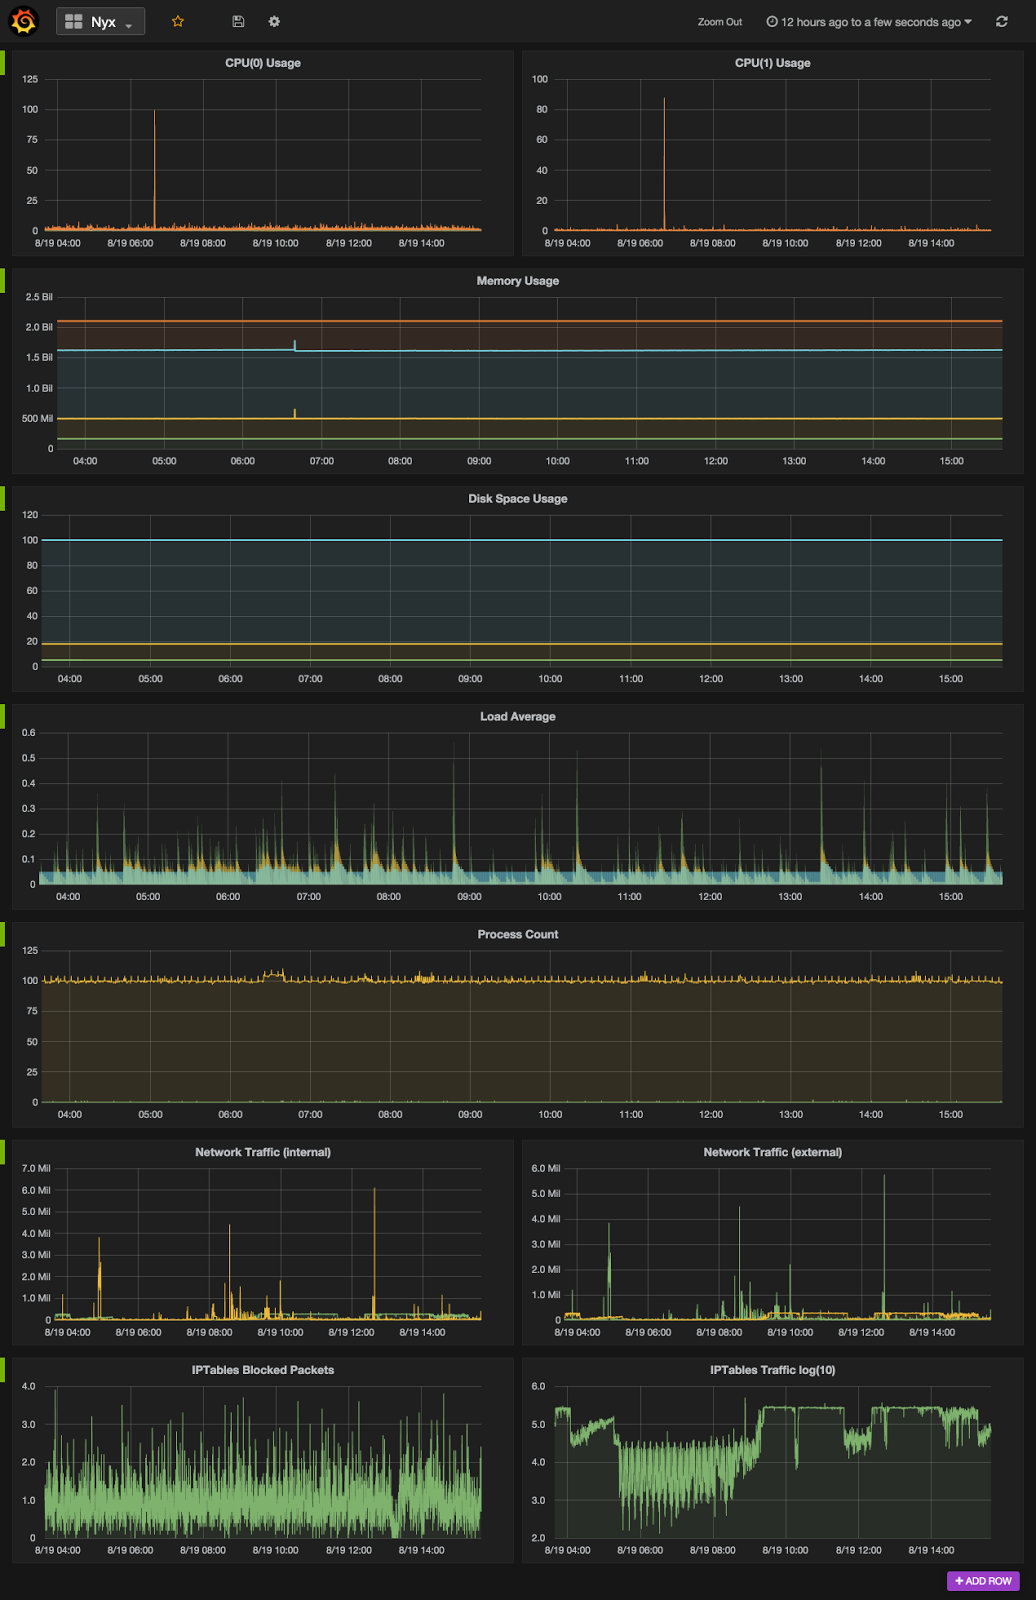 Nyx
Zoom Out
12 hours ago to a few seconds ago
CPU(0) Usage
125
100
75
50
25
0
8/19 04:00 8/19 06:00 8/19 08:00 8/19 10:00 8/19 12:00 8/19 14:00
CPU(1) Usage
100
80
60
40
20
0
8/19 04:00 8/19 06:00 8/19 08:00 8/19 10:00 8/19 12:00 8/19 14:00
Memory Usage
2.5 Bil
2.0 Bil
1.5 Bil
1.0 Bil
500 Mil
0
04:00 05:00 06:00 07:00 08:00 09:00 10:00 11:00 12:00 13:00 14:00 15:00
Disk Space Usage
120
100
80
60
40
20
0
04:00 05:00 06:00 07:00 08:00 09:00 10:00 11:00 12:00 13:00 14:00 15:00
Load Average
0.6
0.5
0.4
0.3
0.2
0.1
0
04:00 05:00 06:00 07:00 08:00 09:00 10:00 11:00 12:00 13:00 14:00 15:00
Process Count
125
100
75
50
25
0
04:00 05:00 06:00 07:00 08:00 09:00 10:00 11:00 12:00 13:00 14:00 15:00
Network Traffic (internal)
7.0 Mil
6.0 Mil
5.0 Mil
4.0 Mil
3.0 Mil
2.0 Mil
1.0 Mil
0
8/19 04:00 8/19 06:00 8/19 08:00 8/19 10:00 8/19 12:00 8/19 14:00
Network Traffic (external)
6.0 Mil
5.0 Mil
4.0 Mil
3.0 Mil
2.0 Mil
1.0 Mil
0
8/19 04:00 8/19 06:00 8/19 08:00 8/19 10:00 8/19 12:00 8/19 14:00
IPTables Blocked Packets
4.0
3.0
2.0
1.0
0
8/19 04:00 8/19 06:00 8/19 08:00 8/19 10:00 8/19 12:00 8/19 14:00
IPTables Traffic log(10)
6.0
5.0
4.0
3.0
2.0
8/19 04:00 8/19 06:00 8/19 08:00 8/19 10:00 8/19 12:00 8/19 14:00
+ ADD ROW